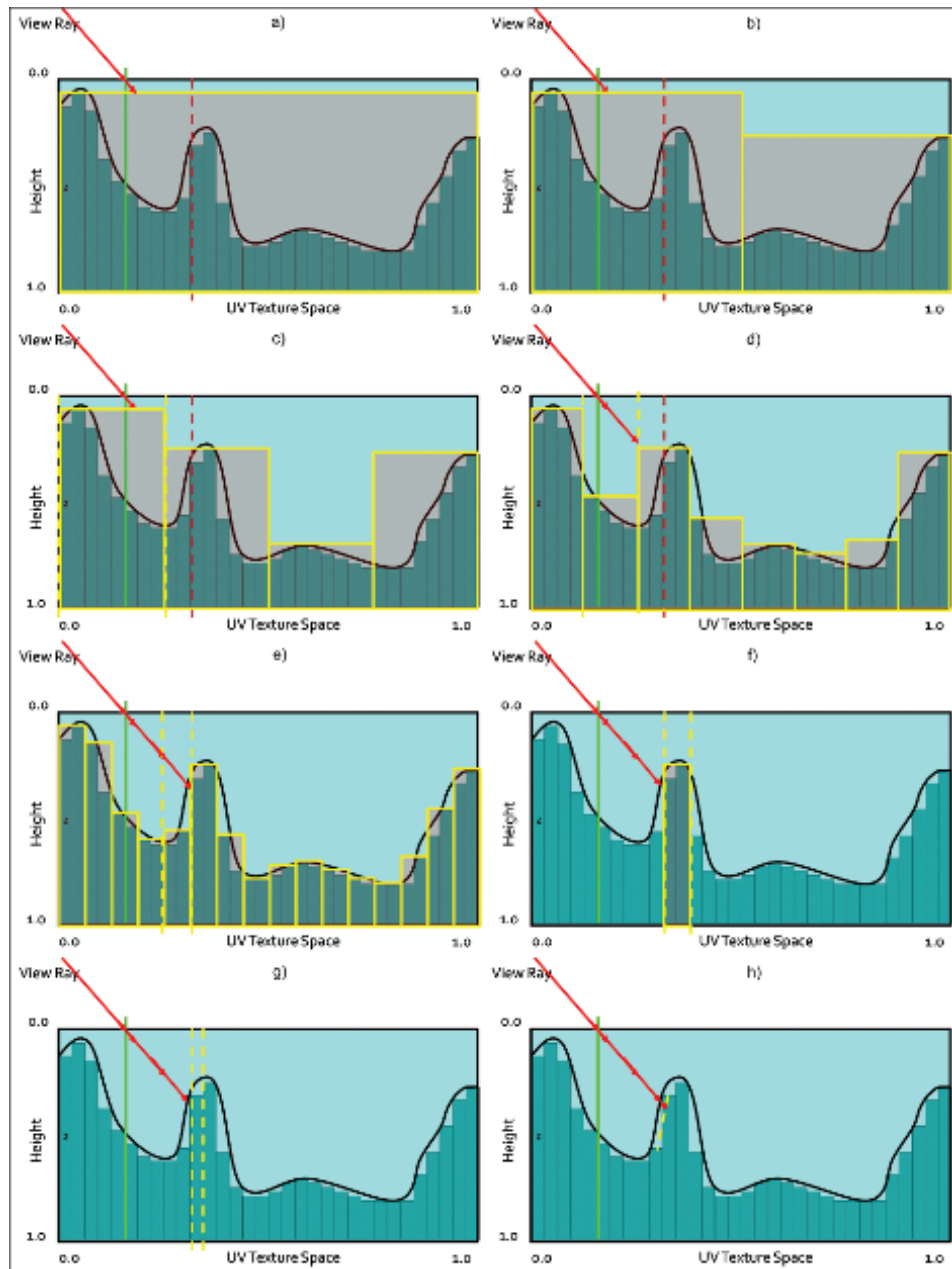 View Ray a) View Ray b)
0.0 0.0
Height Height
1.0 1.0
0.0 UV Texture Space 1.0 0.0 UV Texture Space 1.0
View Ray c) View Ray d)
0.0 0.0
Height Height
1.0 1.0
0.0 UV Texture Space 1.0 0.0 UV Texture Space 1.0
View Ray e) View Ray f)
0.0 0.0
Height Height
1.0 1.0
0.0 UV Texture Space 1.0 0.0 UV Texture Space 1.0
View Ray g) View Ray h)
0.0 0.0
Height Height
1.0 1.0
0.0 UV Texture Space 1.0 0.0 UV Texture Space 1.0